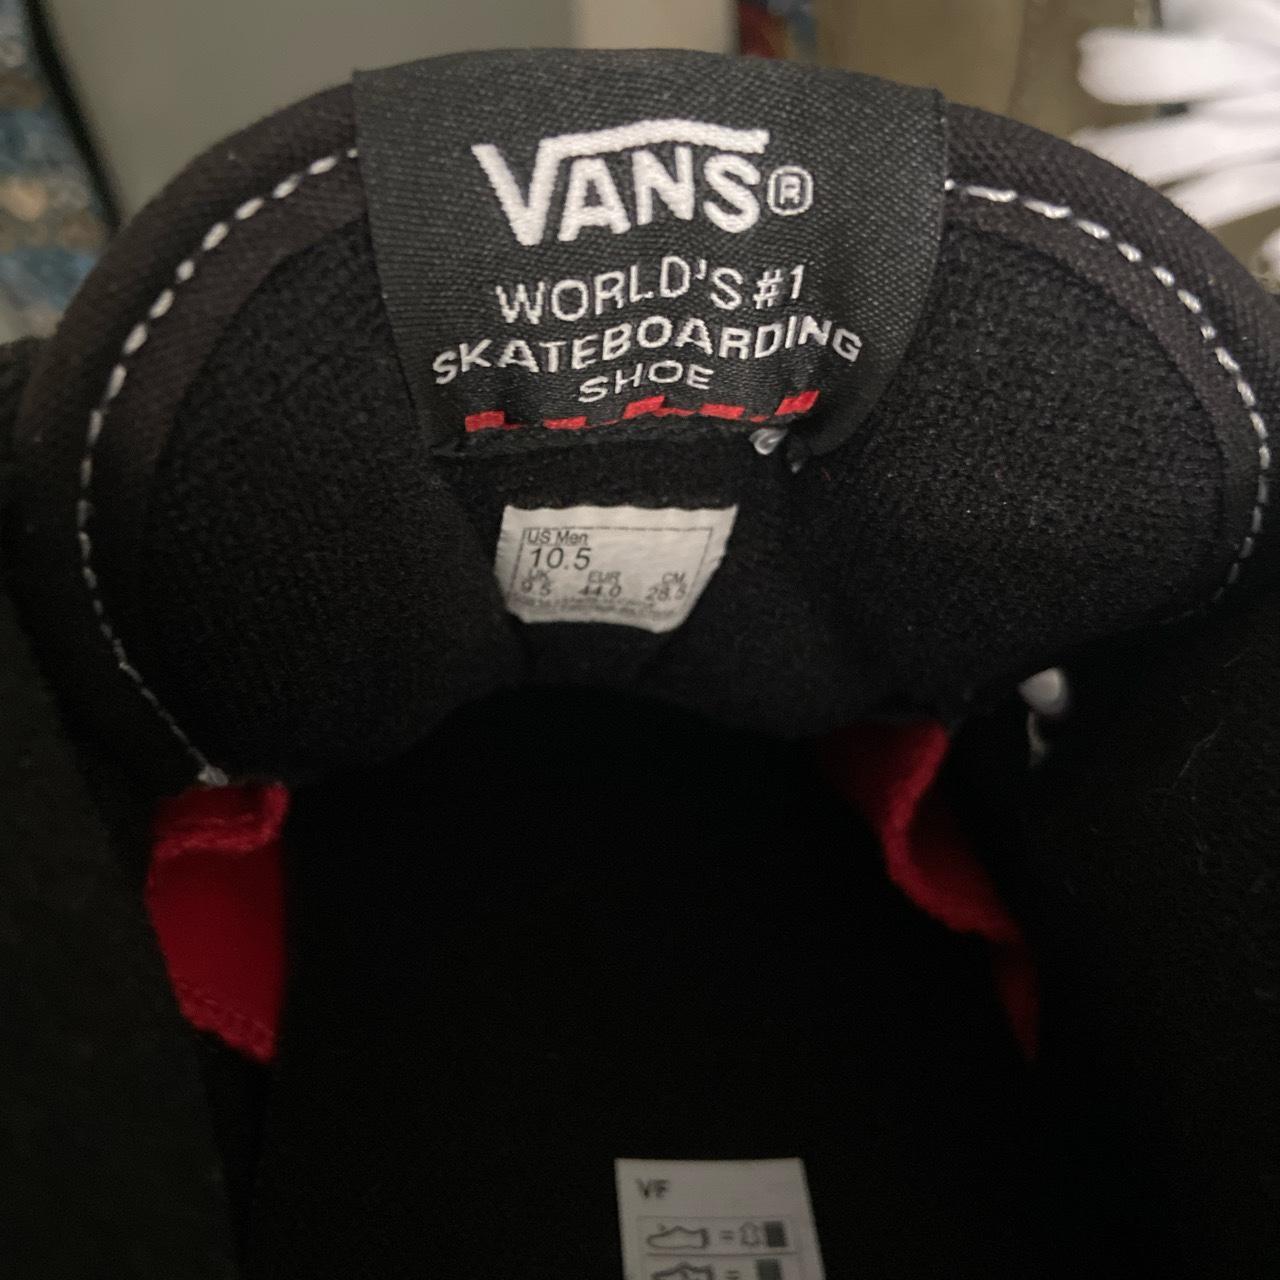 VANS®
WORLD'S #1
SKATEBOARDING
SHOE
US Men
10.5
UK EUR CM
9.5 44.0 28.5
VF
=
=